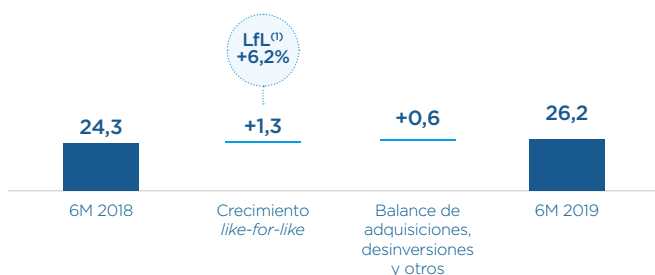 LfL(1)
+6,2%
24,3
+1,3
+0,6
26,2
6M 2018
Crecimiento
like-for-like
Balance de
adquisiciones,
desinversiones
y otros
6M 2019